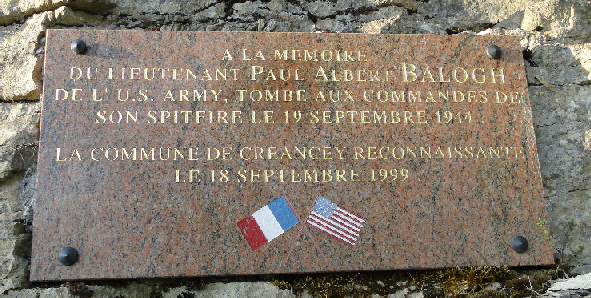 A LA MEMOIRE
DU LIEUTENANT PAUL ALBERT BALOGH
DE L'U.S. ARMY, TOMBE AUX COMMANDES DE
SON SPITFIRE LE 19 SEPTEMBRE 1944.
LA COMMUNE DE CREANCEY RECONNAISSANTE
LE 18 SEPTEMBRE 1999